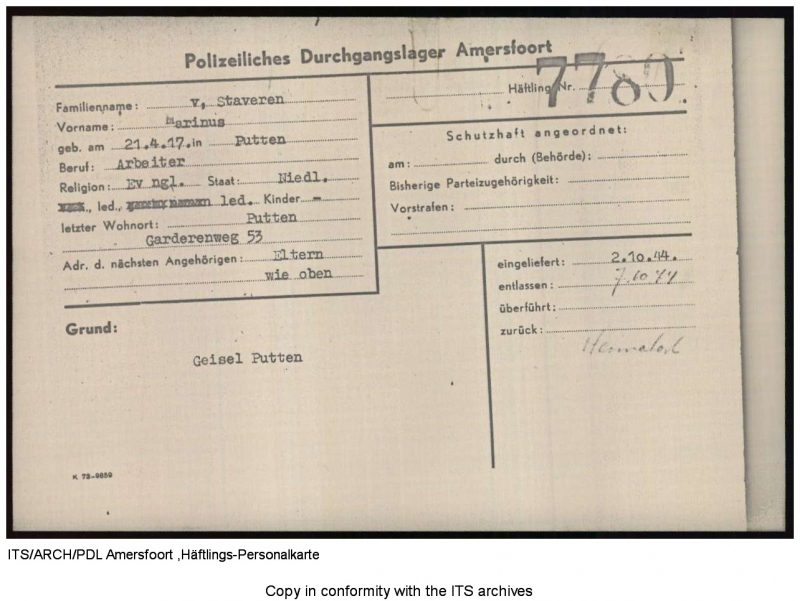 Polizeiliches Durchgangslager Amersfoort
Häftling Nr. 7780
Familienname: v, Staveren
Vorname: Marinus
geb. am 21.4.17. in Putten
Beruf: Arbeiter
Religion: Ev ngl. Staat: Niedl.
led., led. Kinder -
letzter Wohnort: Putten
Garderenweg 53
Adr. d. nächsten Angehörigen: Eltern
wie oben
Schutzhaft angeordnet:
am: durch (Behörde):
Bisherige Parteizugehörigkeit:
Vorstrafen:
eingeliefert: 2.10.44.
entlassen: 7.10.44
überführt:
zurück:
Grund:
Geisel Putten
K 72-9859
ITS/ARCH/PDL Amersfoort ,Häftlings-Personalkarte
Copy in conformity with the ITS archives